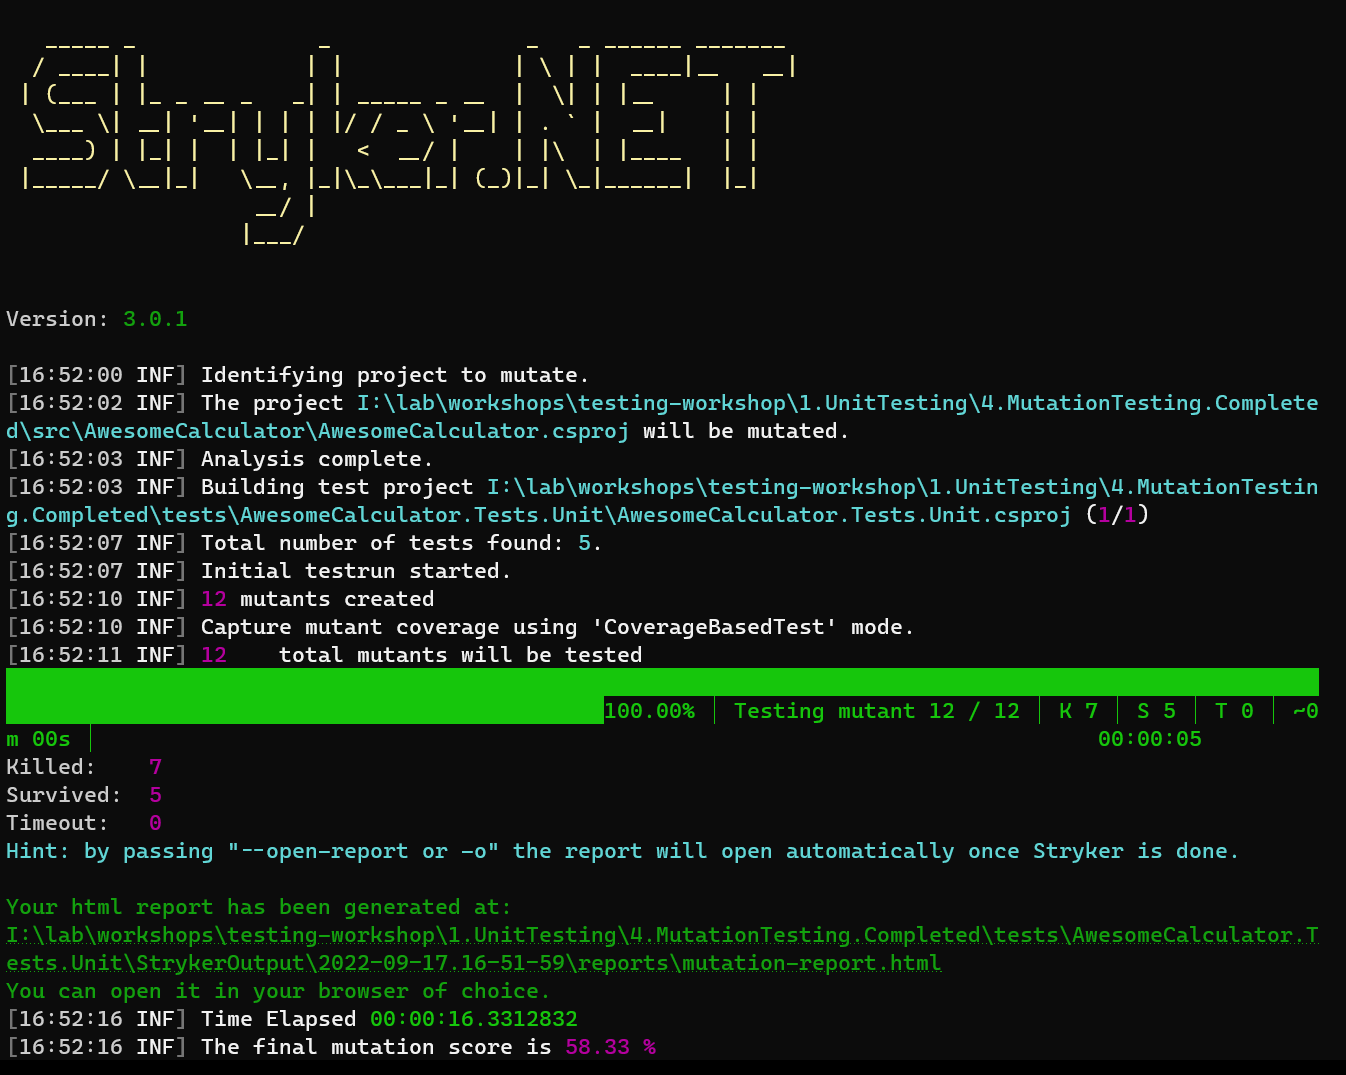 Stryker.NET
Version: 3.0.1
[16:52:00 INF] Identifying project to mutate.
[16:52:02 INF] The project I:\lab\workshops\testing-workshop\1.UnitTesting\4.MutationTesting.Complete
d\src\AwesomeCalculator\AwesomeCalculator.csproj will be mutated.
[16:52:03 INF] Analysis complete.
[16:52:03 INF] Building test project I:\lab\workshops\testing-workshop\1.UnitTesting\4.MutationTestin
g.Completed\tests\AwesomeCalculator.Tests.Unit\AwesomeCalculator.Tests.Unit.csproj (1/1)
[16:52:07 INF] Total number of tests found: 5.
[16:52:07 INF] Initial testrun started.
[16:52:10 INF] 12 mutants created
[16:52:10 INF] Capture mutant coverage using 'CoverageBasedTest' mode.
[16:52:11 INF] 12    total mutants will be tested
100.00% │ Testing mutant 12 / 12 │ K 7 │ S 5 │ T 0 │ ~0
m 00s │ 00:00:05
Killed:    7
Survived:  5
Timeout:   0
Hint: by passing "--open-report or -o" the report will open automatically once Stryker is done.
Your html report has been generated at:
I:\lab\workshops\testing-workshop\1.UnitTesting\4.MutationTesting.Completed\tests\AwesomeCalculator.T
ests.Unit\StrykerOutput\2022-09-17.16-51-59\reports\mutation-report.html
You can open it in your browser of choice.
[16:52:16 INF] Time Elapsed 00:00:16.3312832
[16:52:16 INF] The final mutation score is 58.33 %